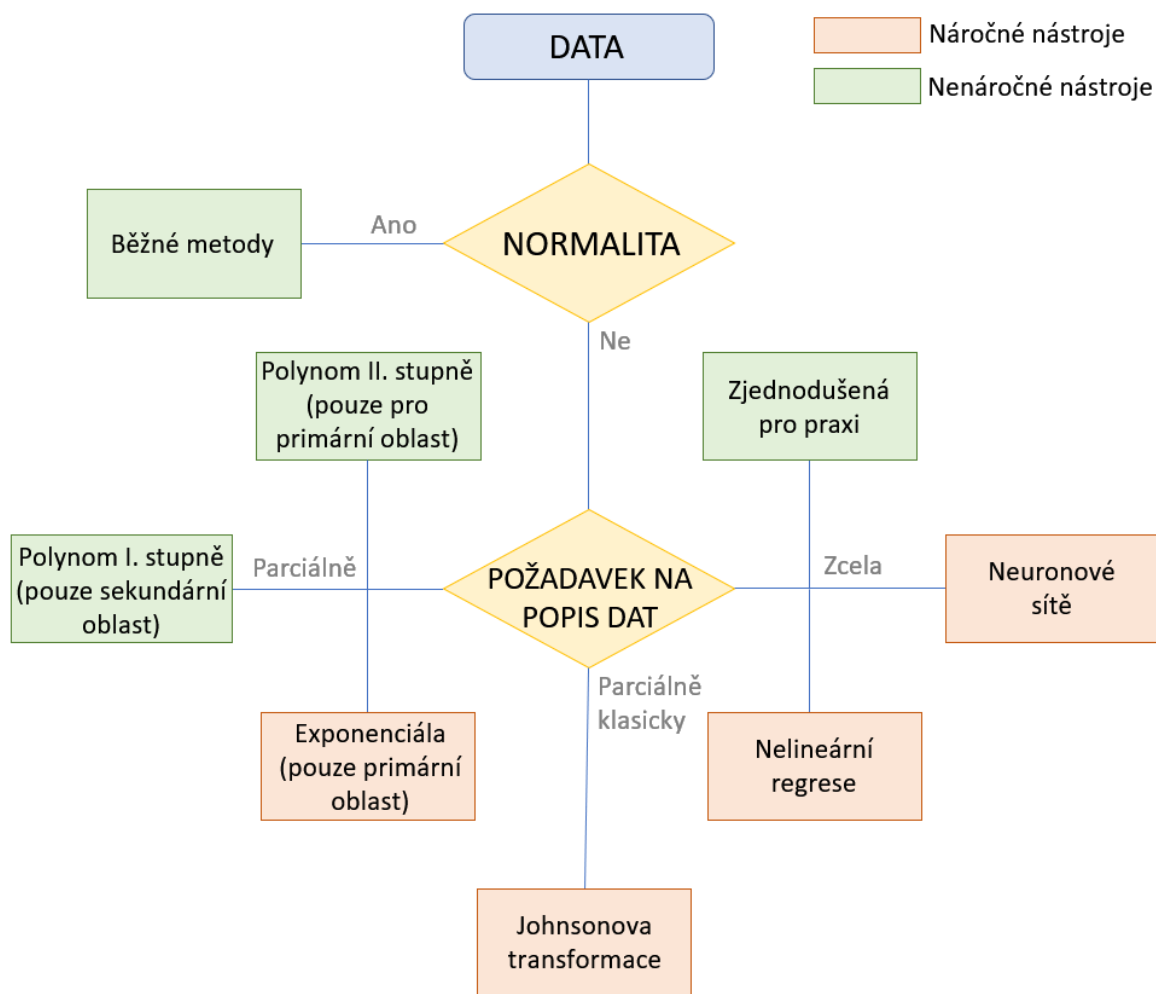 DATA
Náročné nástroje
Nenáročné nástroje
Běžné metody
Ano
NORMALITA
Ne
Polynom II. stupně
(pouze pro
primární oblast)
Zjednodušená
pro praxi
Polynom I. stupně
(pouze sekundární
oblast)
Parciálně
POŽADAVEK NA
POPIS DAT
Zcela
Neuronové
sítě
Parciálně
klasicky
Exponenciála
(pouze primární
oblast)
Nelineární
regrese
Johnsonova
transformace